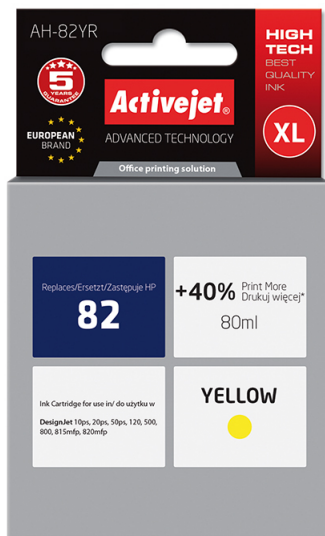 AH-82YR
HIGH
TECH
BEST
QUALITY
INK
5
YEARS
GUARANTEE
Activejet®
EUROPEAN
BRAND
ADVANCED TECHNOLOGY
XL
Office printing solution
Replaces/Ersetzt/Zastępuje HP
82
+40% Print More
Drukuj więcej*
80ml
Ink Cartridge for use in/ do użytku w
DesignJet 10ps, 20ps, 50ps, 120, 500,
800, 815mfp, 820mfp
YELLOW